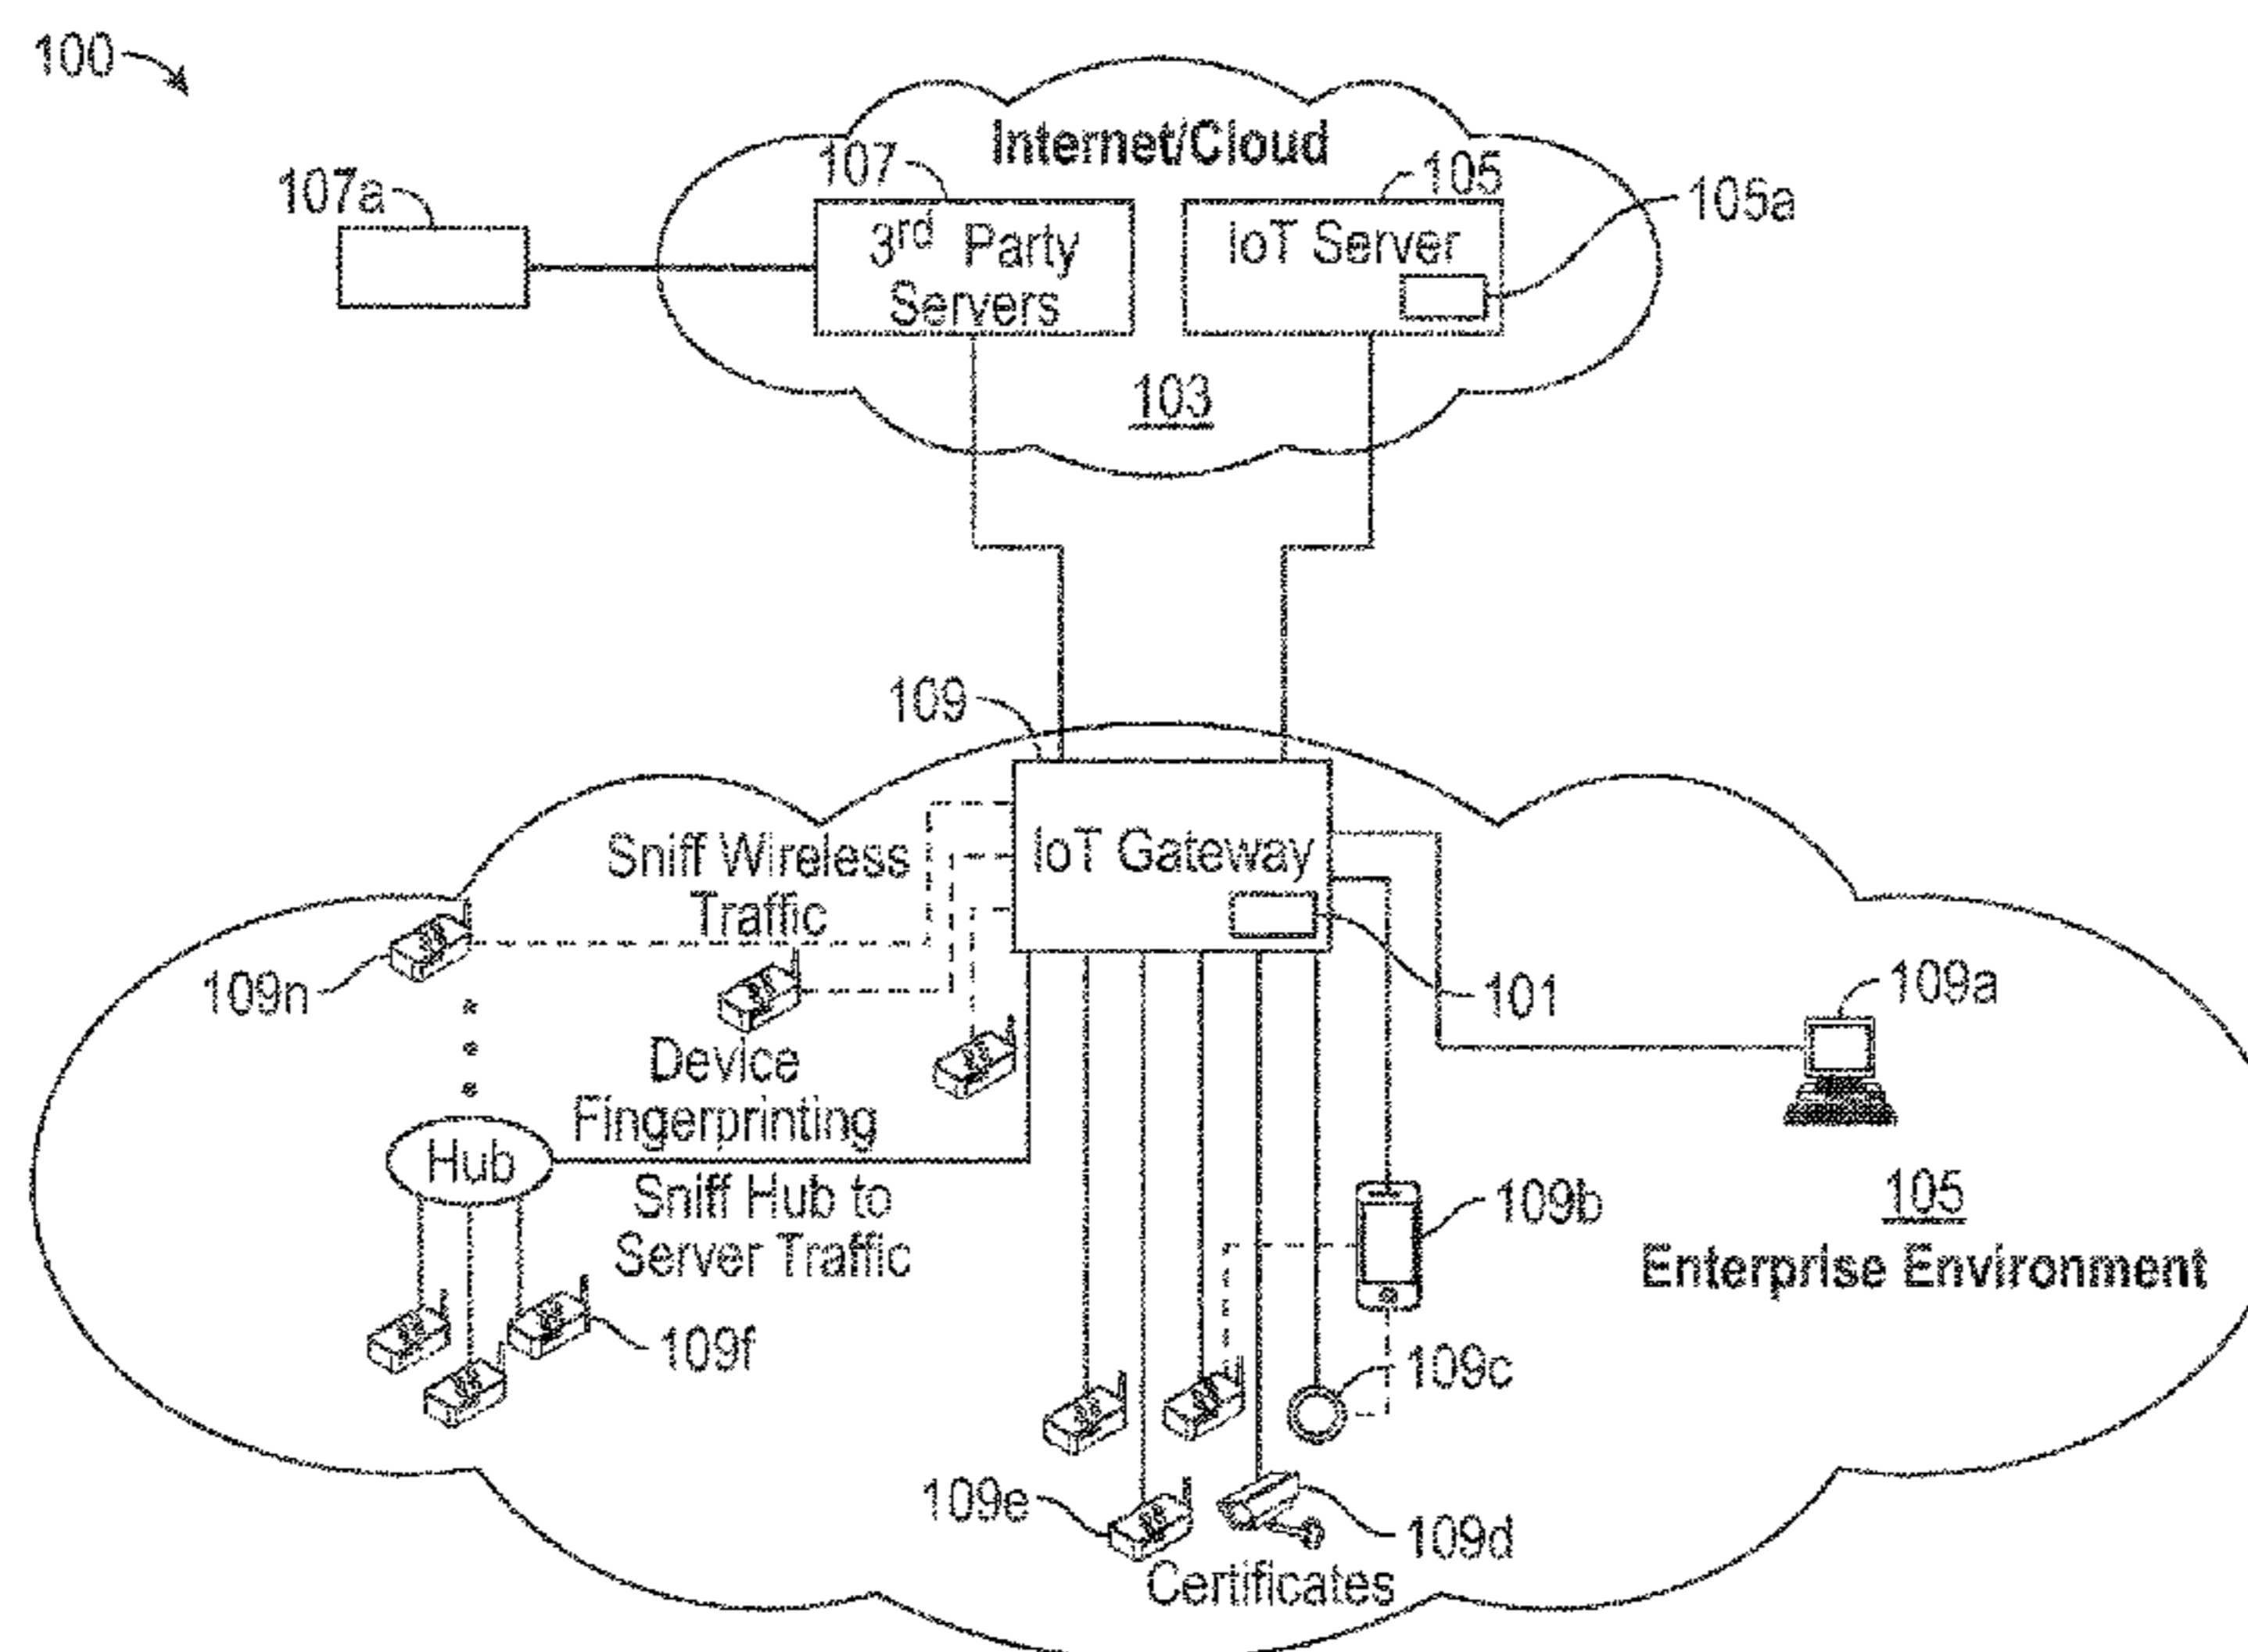 100
Internet/Cloud
107
105
107a
105a
3rd Party
Servers
IoT Server
103
109
IoT Gateway
Sniff Wireless
Traffic
109n
101
109a
Device
Fingerprinting
Hub
Sniff Hub to
Server Traffic
109b
105
Enterprise Environment
109f
109c
109e
109d
Certificates